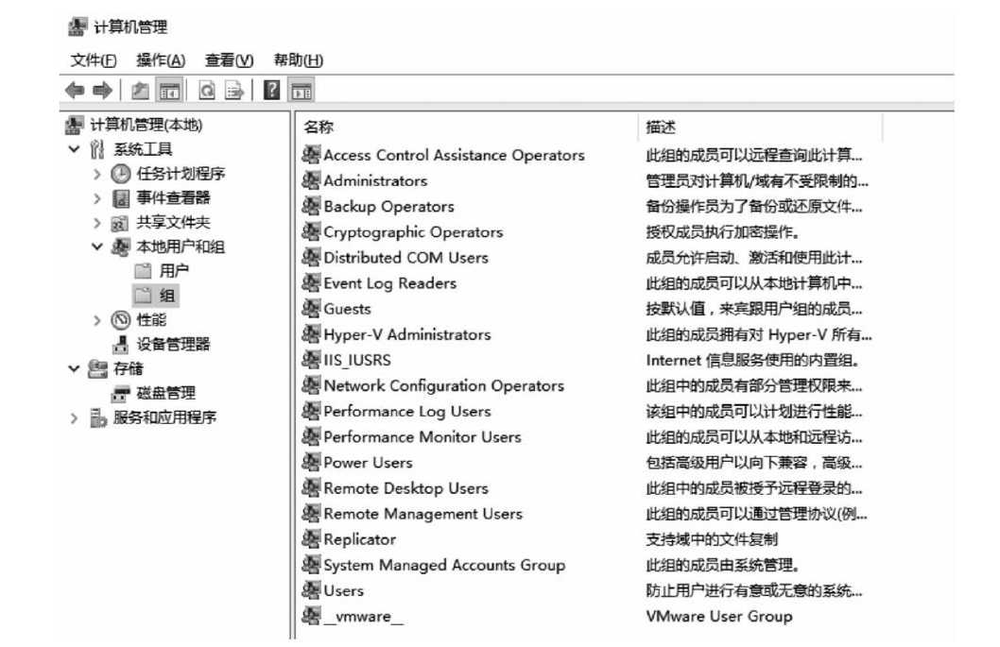 计算机管理
文件(F) 操作(A) 查看(V) 帮助(H)
计算机管理(本地)
系统工具
任务计划程序
事件查看器
共享文件夹
本地用户和组
用户
组
性能
设备管理器
存储
磁盘管理
服务和应用程序
名称 描述
Access Control Assistance Operators 此组的成员可以远程查询此计算...
Administrators 管理员对计算机/域有不受限制的...
Backup Operators 备份操作员为了备份或还原文件...
Cryptographic Operators 授权成员执行加密操作。
Distributed COM Users 成员允许启动、激活和使用此计...
Event Log Readers 此组的成员可以从本地计算机中...
Guests 按默认值，来宾跟用户组的成员...
Hyper-V Administrators 此组的成员拥有对 Hyper-V 所有...
IIS_IUSRS Internet 信息服务使用的内置组。
Network Configuration Operators 此组中的成员有部分管理权限来...
Performance Log Users 该组中的成员可以计划进行性能...
Performance Monitor Users 此组的成员可以从本地和远程访...
Power Users 包括高级用户以向下兼容，高级...
Remote Desktop Users 此组中的成员被授予远程登录的...
Remote Management Users 此组的成员可以通过管理协议(例...
Replicator 支持域中的文件复制
System Managed Accounts Group 此组的成员由系统管理。
Users 防止用户进行有意或无意的系统...
__vmware__ VMware User Group